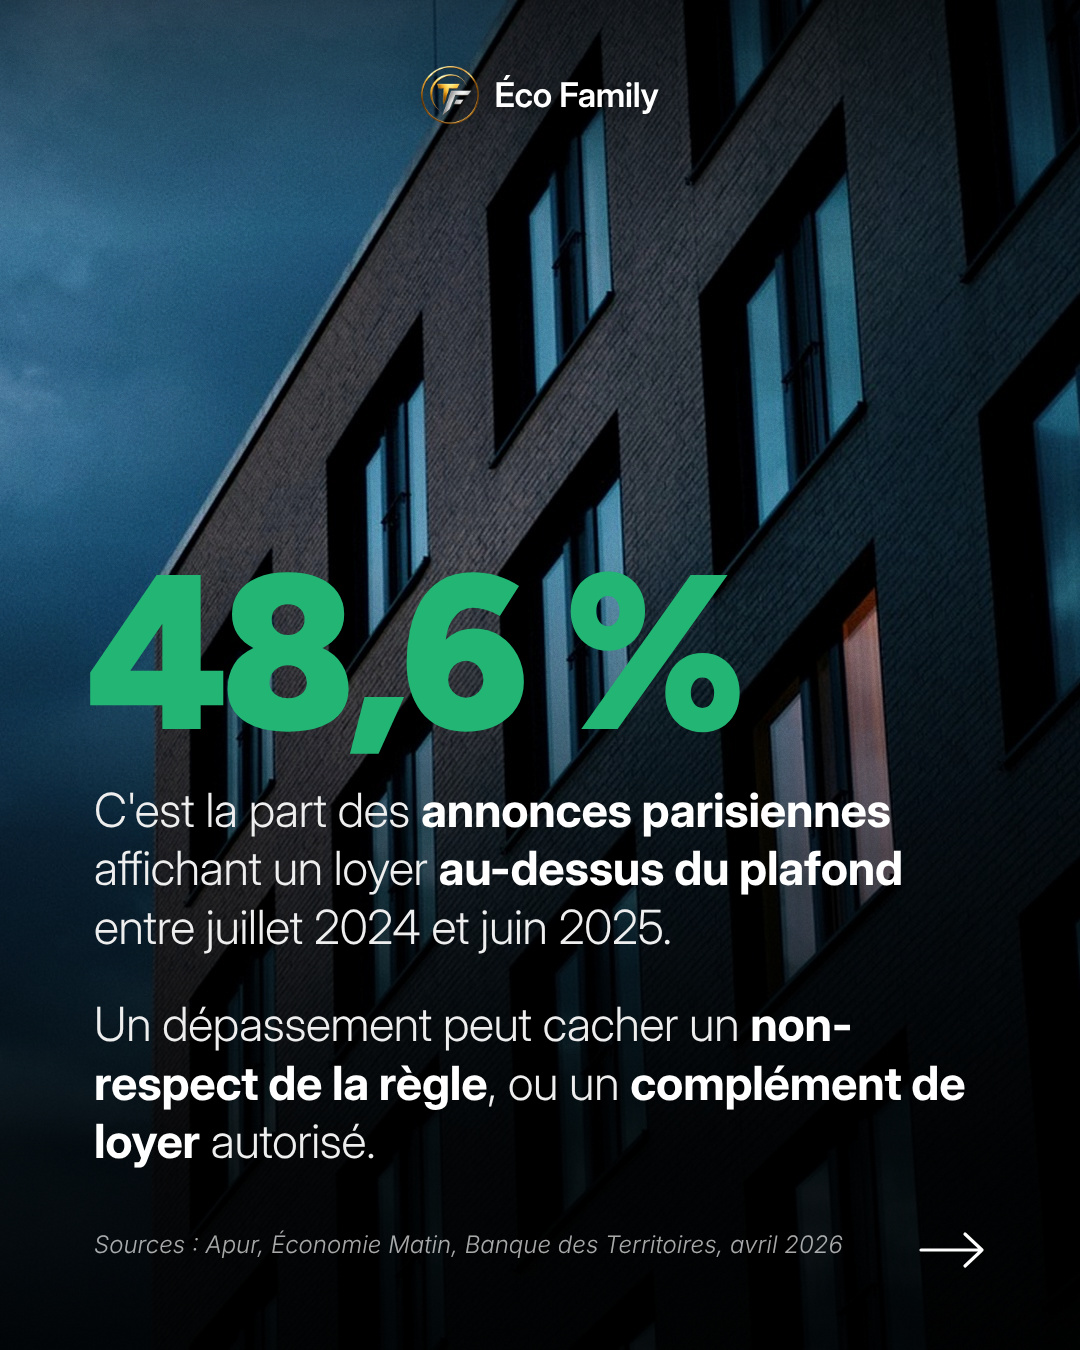 TF Éco Family
48,6 %
C'est la part des annonces parisiennes
affichant un loyer au-dessus du plafond
entre juillet 2024 et juin 2025.
Un dépassement peut cacher un non-
respect de la règle, ou un complément de
loyer autorisé.
Sources : Apur, Économie Matin, Banque des Territoires, avril 2026